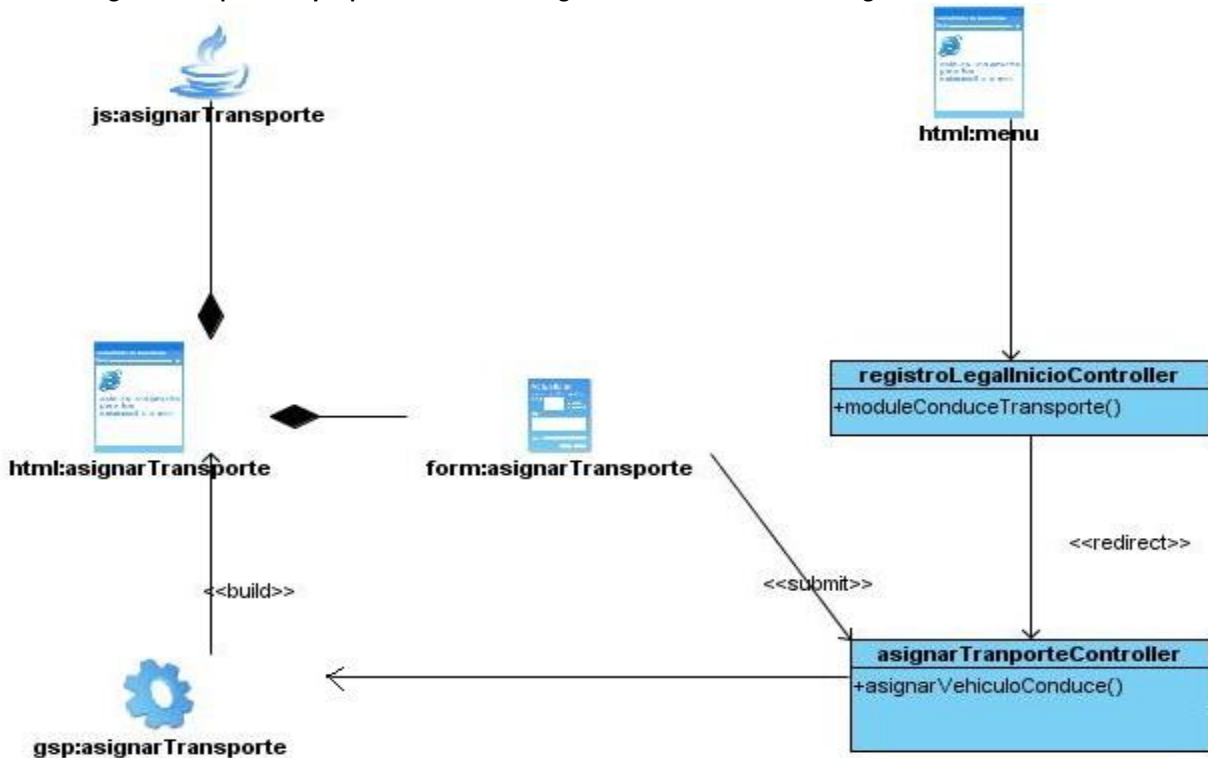 js:asignarTransporte
html:menu
registroLegalInicioController
+moduleConduceTransporte()
html:asignarTransporte
form:asignarTransporte
<<redirect>>
<<build>>
<<submit>>
asignarTranporteController
+asignarVehiculoConduce()
gsp:asignarTransporte